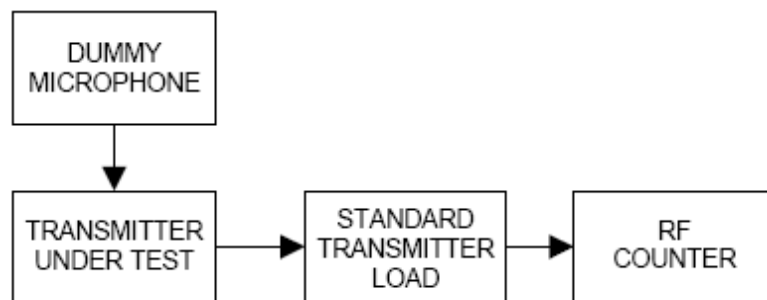 DUMMY
MICROPHONE
TRANSMITTER
UNDER TEST
STANDARD
TRANSMITTER
LOAD
RF
COUNTER